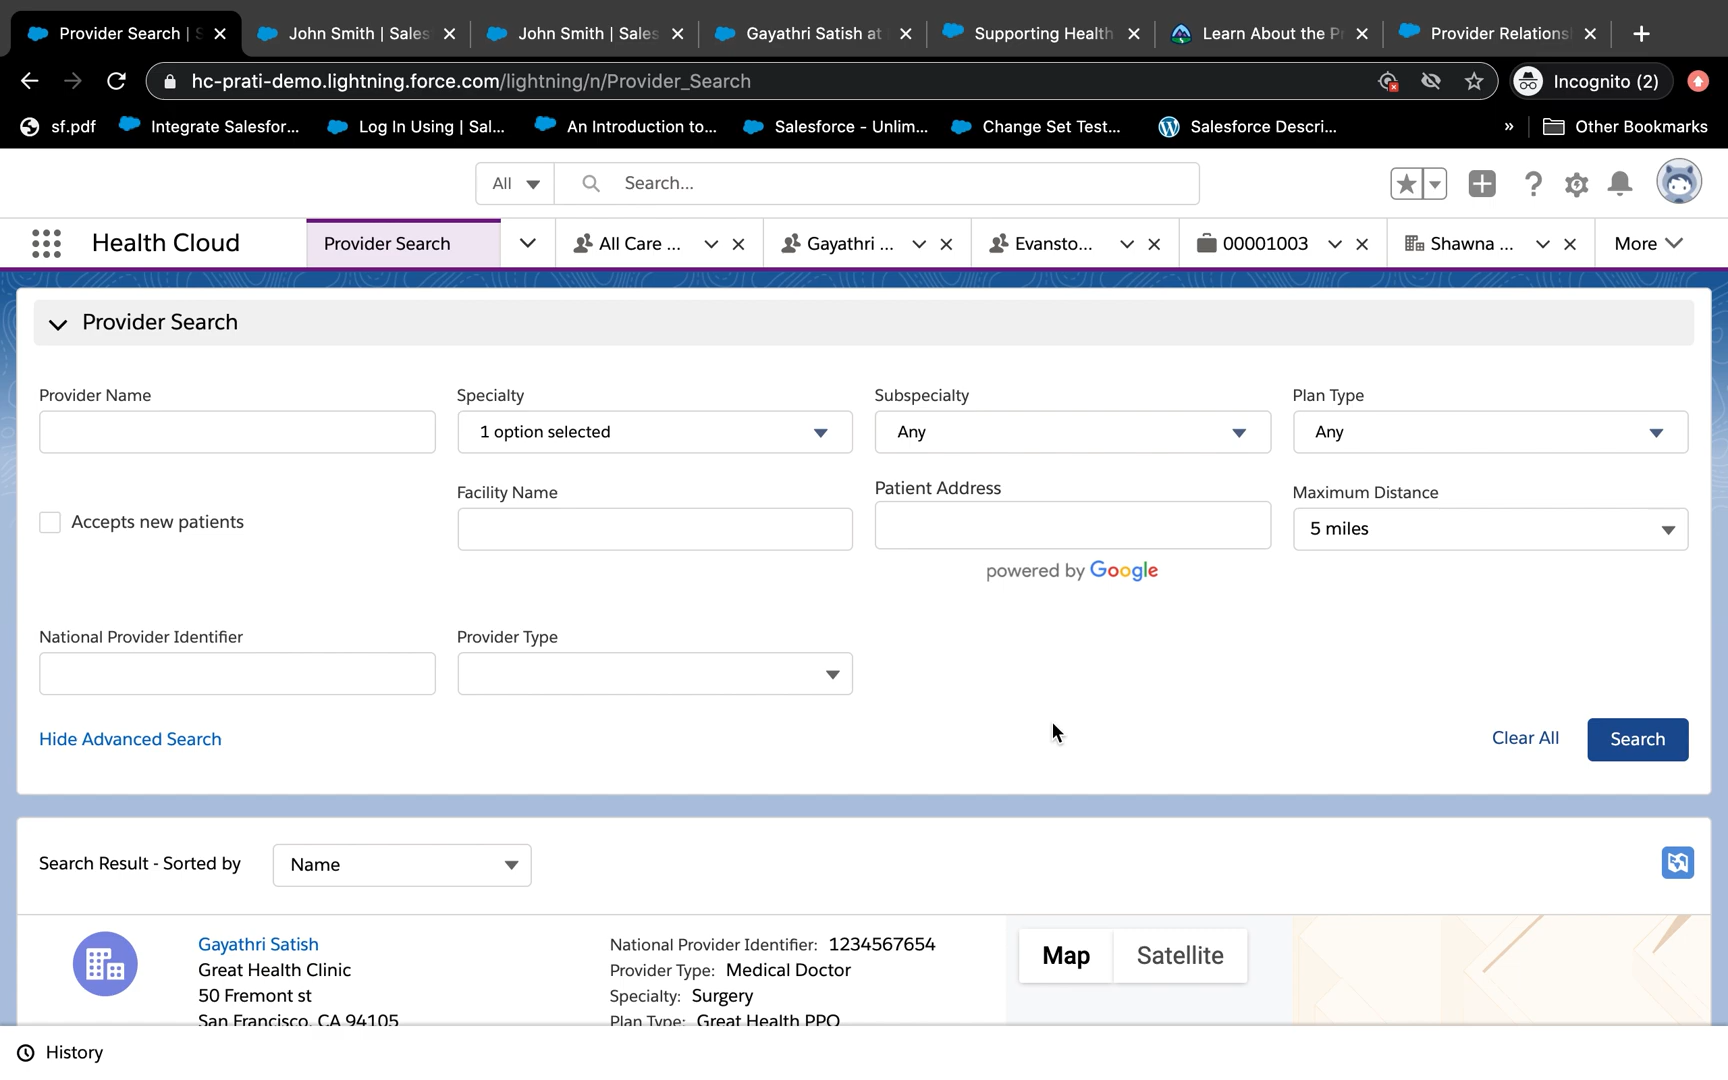 Provider Search | S
John Smith | Sales
John Smith | Sales
Gayathri Satish at
Supporting Health
Learn About the Pr
Provider Relations
hc-prati-demo.lightning.force.com/lightning/n/Provider_Search
Incognito (2)
sf.pdf
Integrate Salesfor...
Log In Using | Sal...
An Introduction to...
Salesforce - Unlim...
Change Set Test...
Salesforce Descri...
»
Other Bookmarks
All
Search...
Health Cloud
Provider Search
All Care ...
Gayathri ...
Evansto...
00001003
Shawna ...
More
Provider Search
Provider Name
Specialty
Subspecialty
Plan Type
1 option selected
Any
Any
Accepts new patients
Facility Name
Patient Address
Maximum Distance
5 miles
powered by Google
National Provider Identifier
Provider Type
Hide Advanced Search
Clear All
Search
Search Result - Sorted by
Name
Gayathri Satish
Great Health Clinic
50 Fremont st
San Francisco, CA 94105
National Provider Identifier: 1234567654
Provider Type: Medical Doctor
Specialty: Surgery
Plan Type: Great Health PPO
Map
Satellite
History